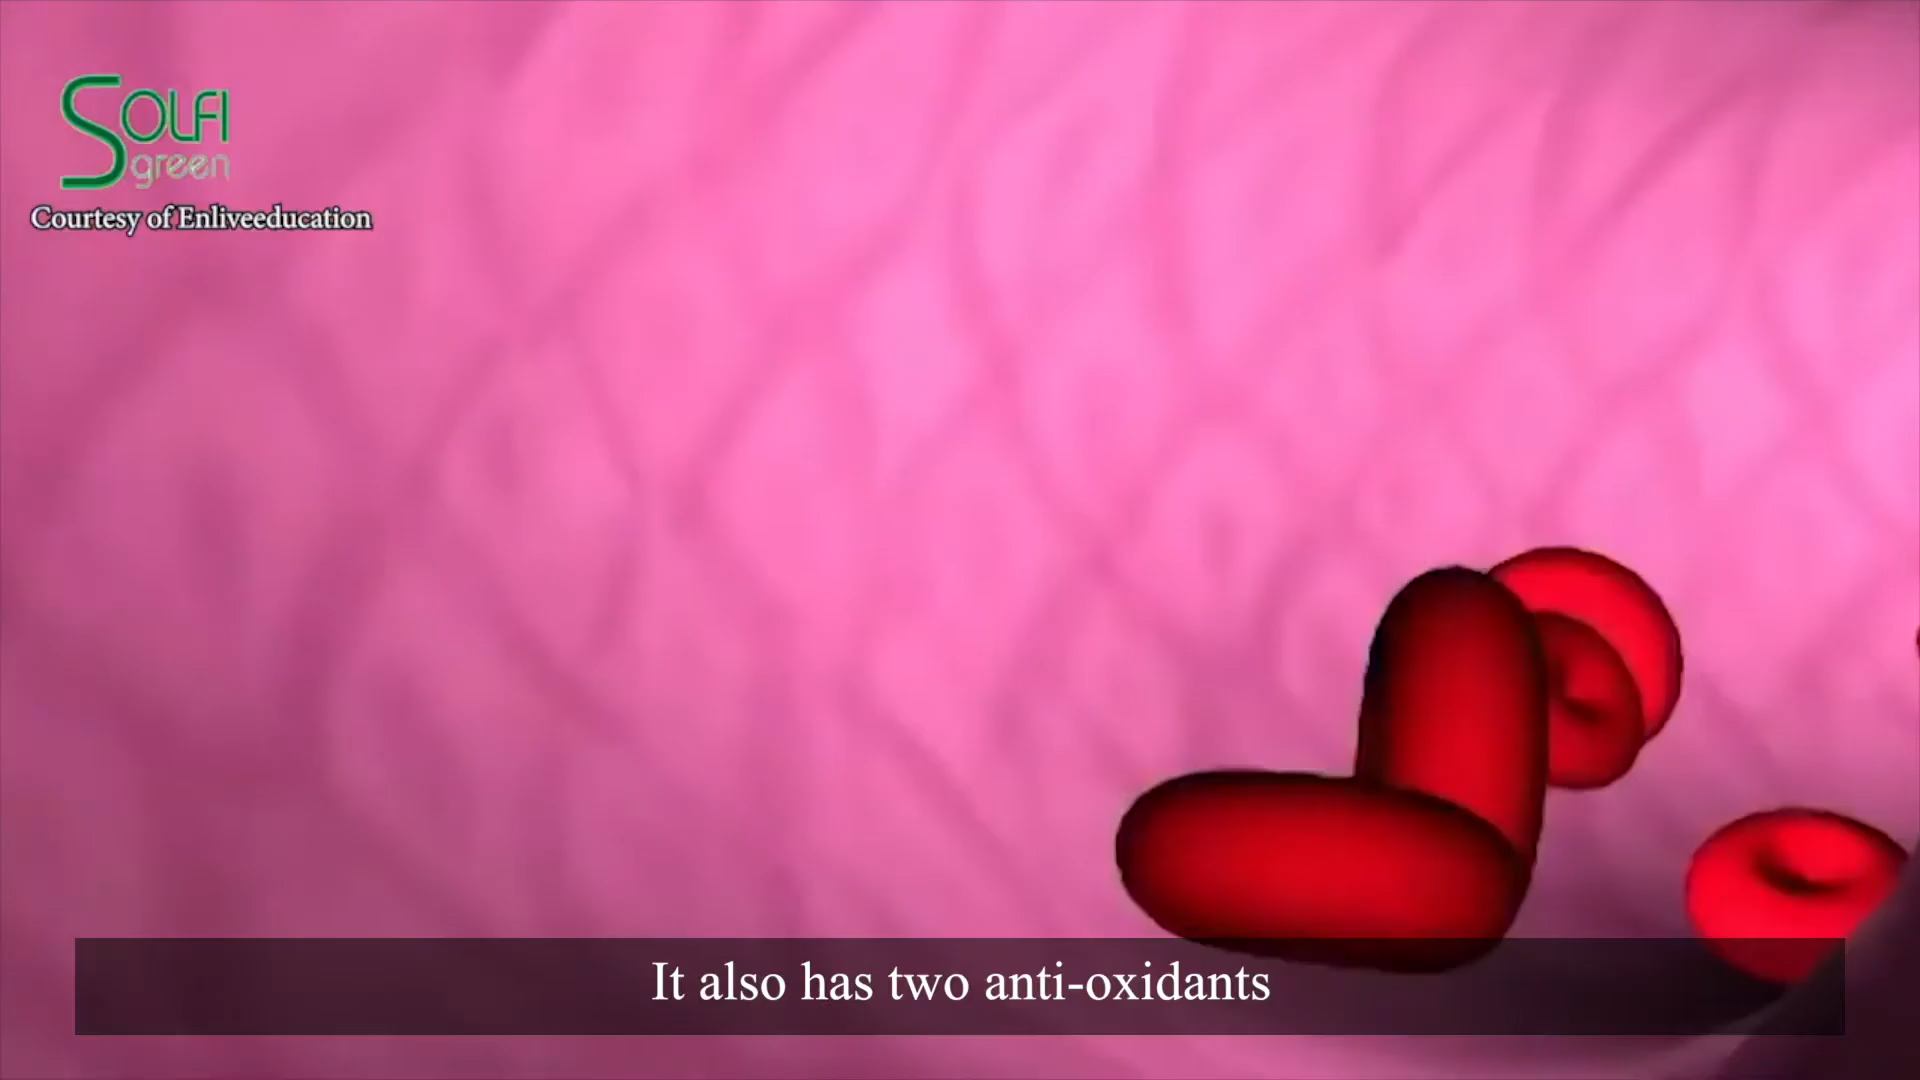 SOLFI
green
Courtesy of Enliveeducation
It also has two anti-oxidants